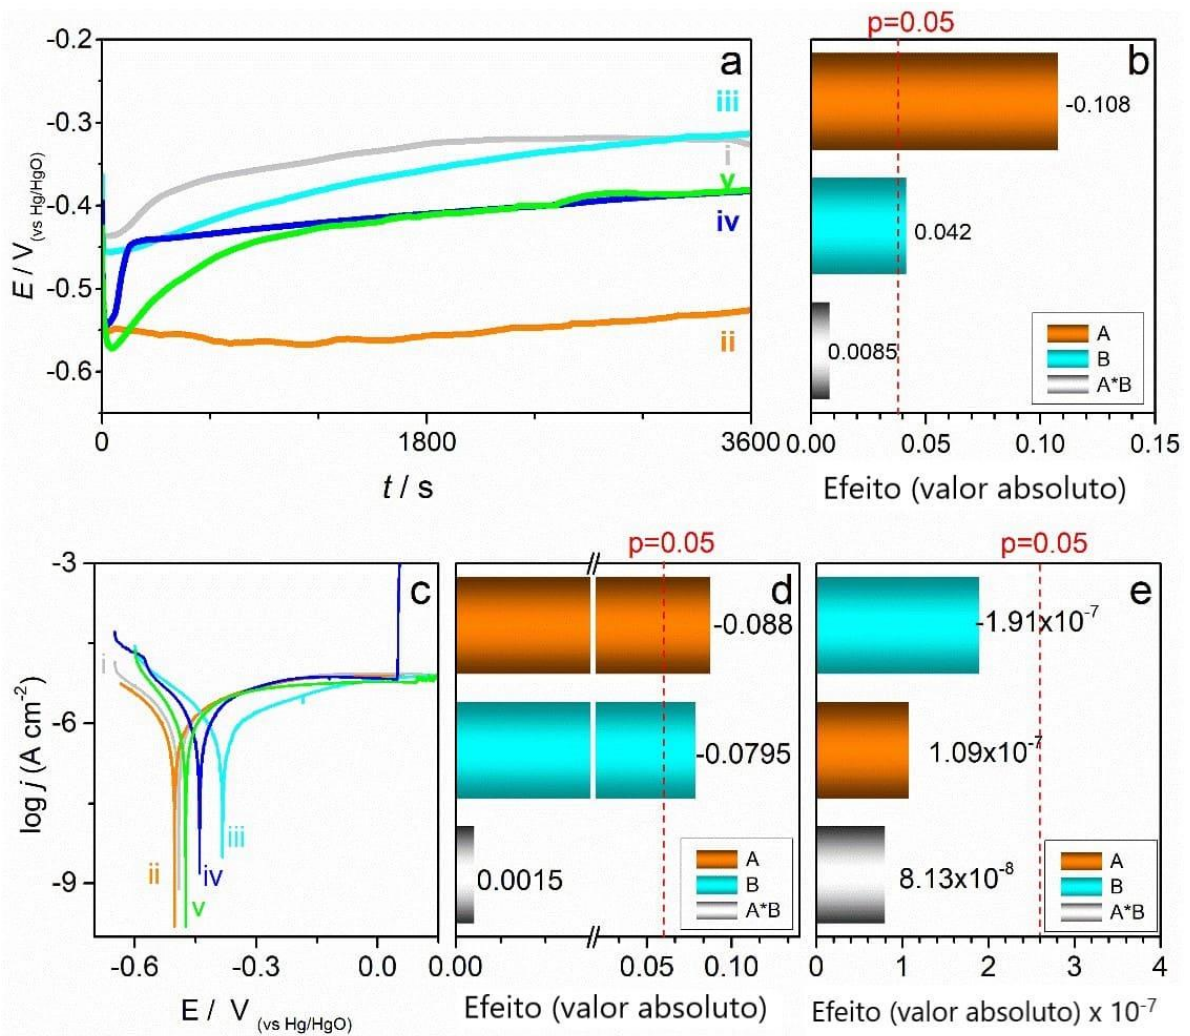 a
E / V (vs Hg/HgO)
-0.2
-0.3
-0.4
-0.5
-0.6
iii
i
v
iv
ii
0
1800
3600
t / s
p=0.05
b
-0.108
0.042
0.0085
A
B
A*B
0.00
0.05
0.10
0.15
Efeito (valor absoluto)
c
log j (A cm-2)
-3
-6
-9
i
ii
iii
iv
v
-0.6
-0.3
0.0
E / V (vs Hg/HgO)
p=0.05
d
-0.088
-0.0795
0.0015
A
B
A*B
0.00
0.05
0.10
Efeito (valor absoluto)
p=0.05
e
-1.91x10-7
1.09x10-7
8.13x10-8
A
B
A*B
0
1
2
3
4
Efeito (valor absoluto) x 10-7